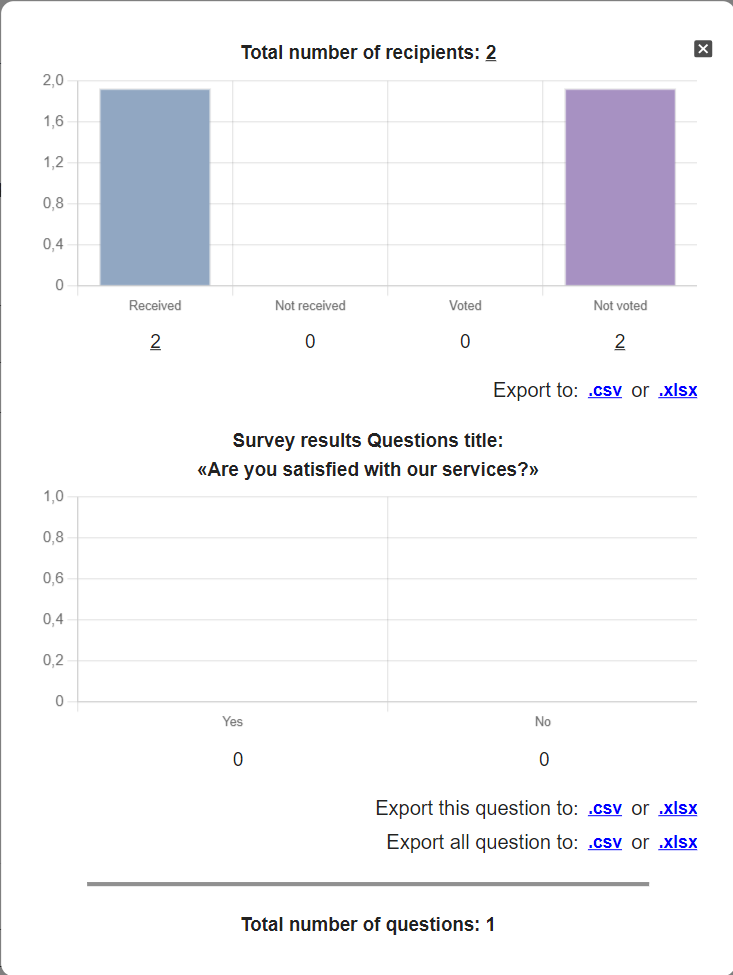 Total number of recipients: 2
2,0
1,6
1,2
0,8
0,4
0
Received Not received Voted Not voted
2 0 0 2
Export to: .csv or .xlsx
Survey results Questions title:
«Are you satisfied with our services?»
1,0
0,8
0,6
0,4
0,2
0
Yes No
0 0
Export this question to: .csv or .xlsx
Export all question to: .csv or .xlsx
Total number of questions: 1